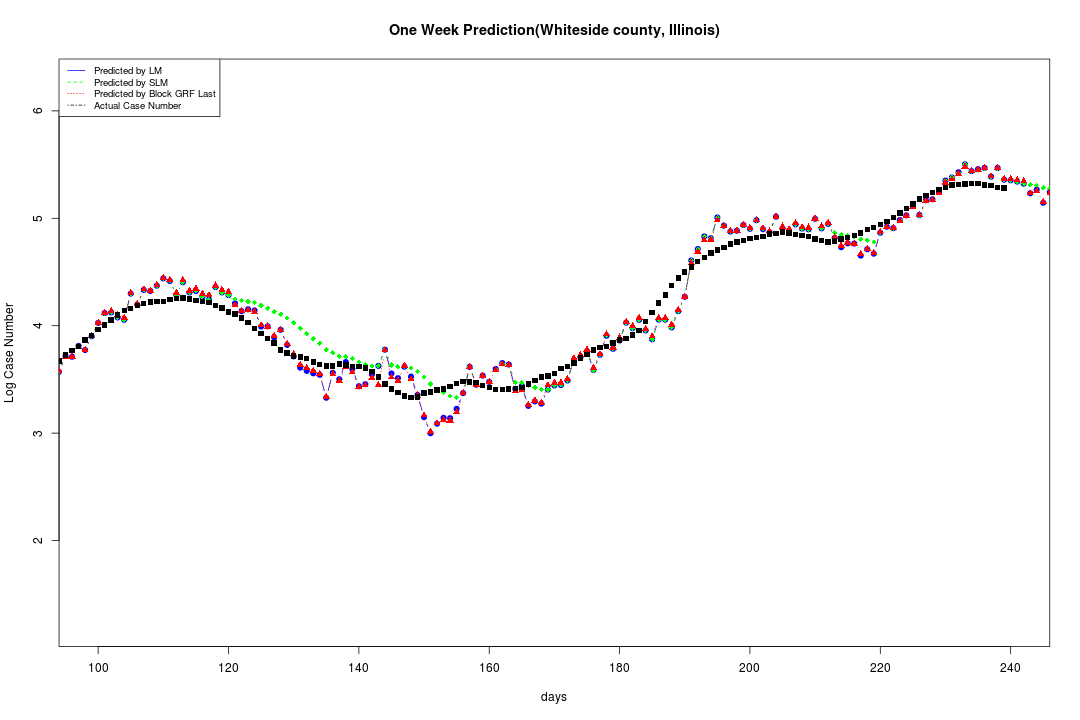 One Week Prediction(Whiteside county, Illinois)
Predicted by LM
Predicted by SLM
Predicted by Block GRF Last
Actual Case Number
6
5
4
3
2
Log Case Number
100 120 140 160 180 200 220 240
days